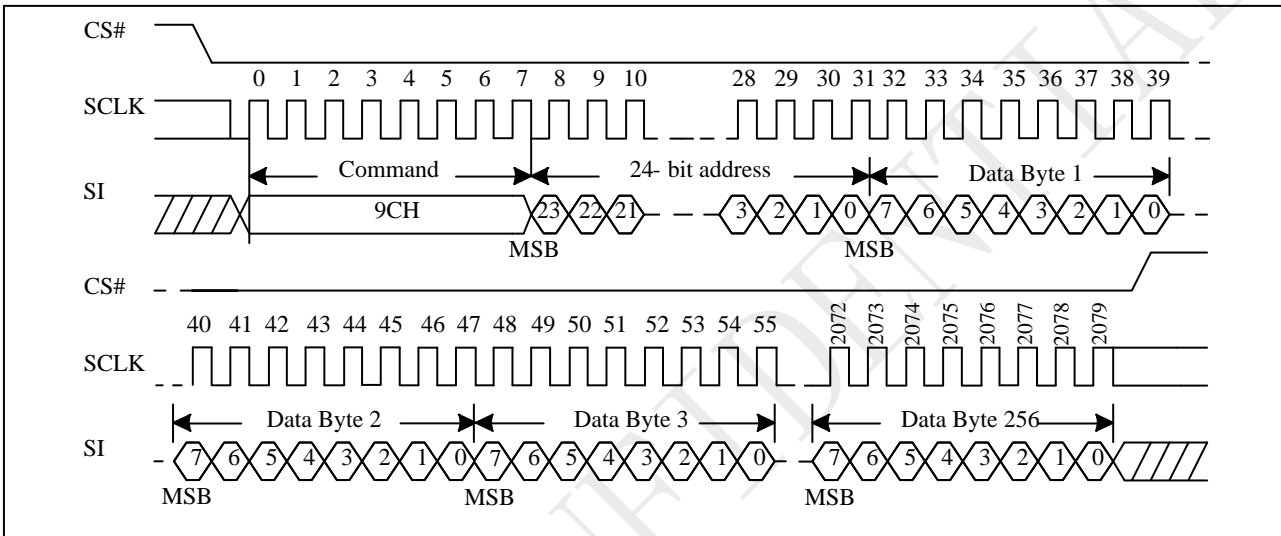 CS#
0 1 2 3 4 5 6 7 8 9 10 28 29 30 31 32 33 34 35 36 37 38 39
SCLK
Command 24- bit address Data Byte 1
SI
9CH 23 22 21 3 2 1 0 7 6 5 4 3 2 1 0
MSB MSB
CS#
40 41 42 43 44 45 46 47 48 49 50 51 52 53 54 55 2072 2073 2074 2075 2076 2077 2078 2079
SCLK
Data Byte 2 Data Byte 3 Data Byte 256
SI
7 6 5 4 3 2 1 0 7 6 5 4 3 2 1 0 7 6 5 4 3 2 1 0
MSB MSB MSB